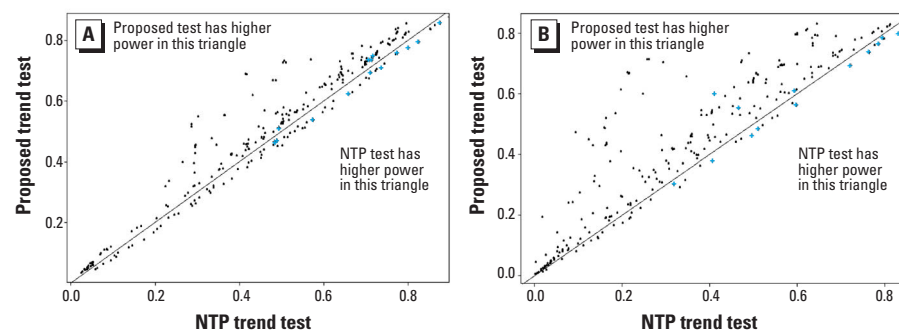 A
Proposed test has higher
power in this triangle
NTP test has
higher power
in this triangle
Proposed trend test
0.8
0.6
0.4
0.2
0.0
0.2
0.4
0.6
0.8
NTP trend test
B
Proposed test has higher
power in this triangle
NTP test has
higher power
in this triangle
Proposed trend test
0.8
0.6
0.4
0.2
0.0
0.0
0.2
0.4
0.6
0.8
NTP trend test